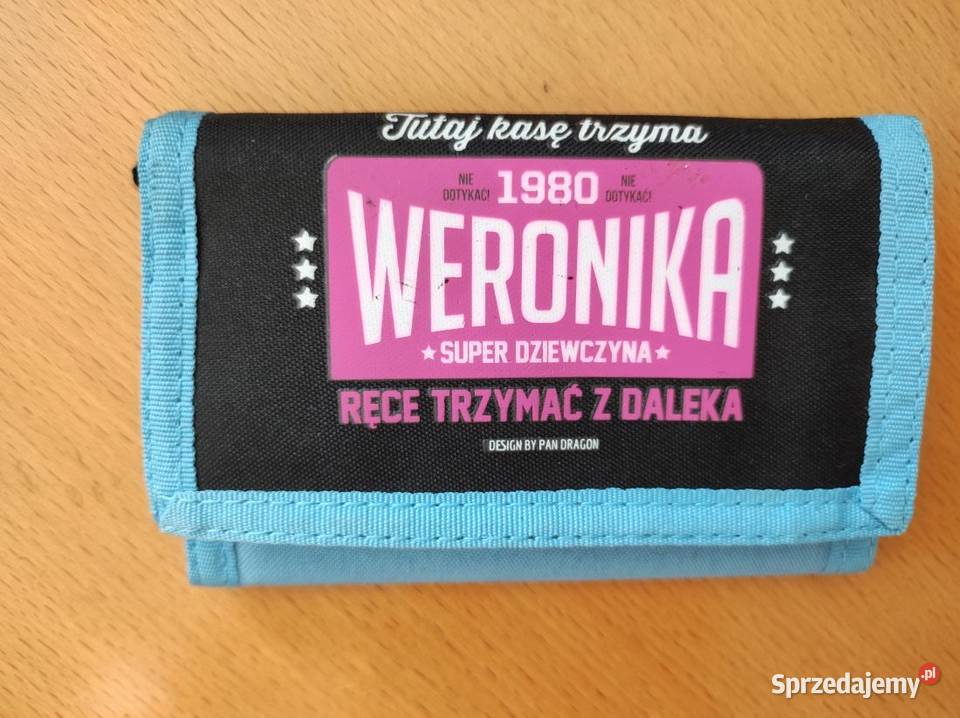 Tutaj kasę trzyma
NIE DOTYKAĆ! 1980 NIE DOTYKAĆ!
WERONIKA
SUPER DZIEWCZYNA
RĘCE TRZYMAĆ Z DALEKA
DESIGN BY PAN DRAGON
Sprzedajemy.pl